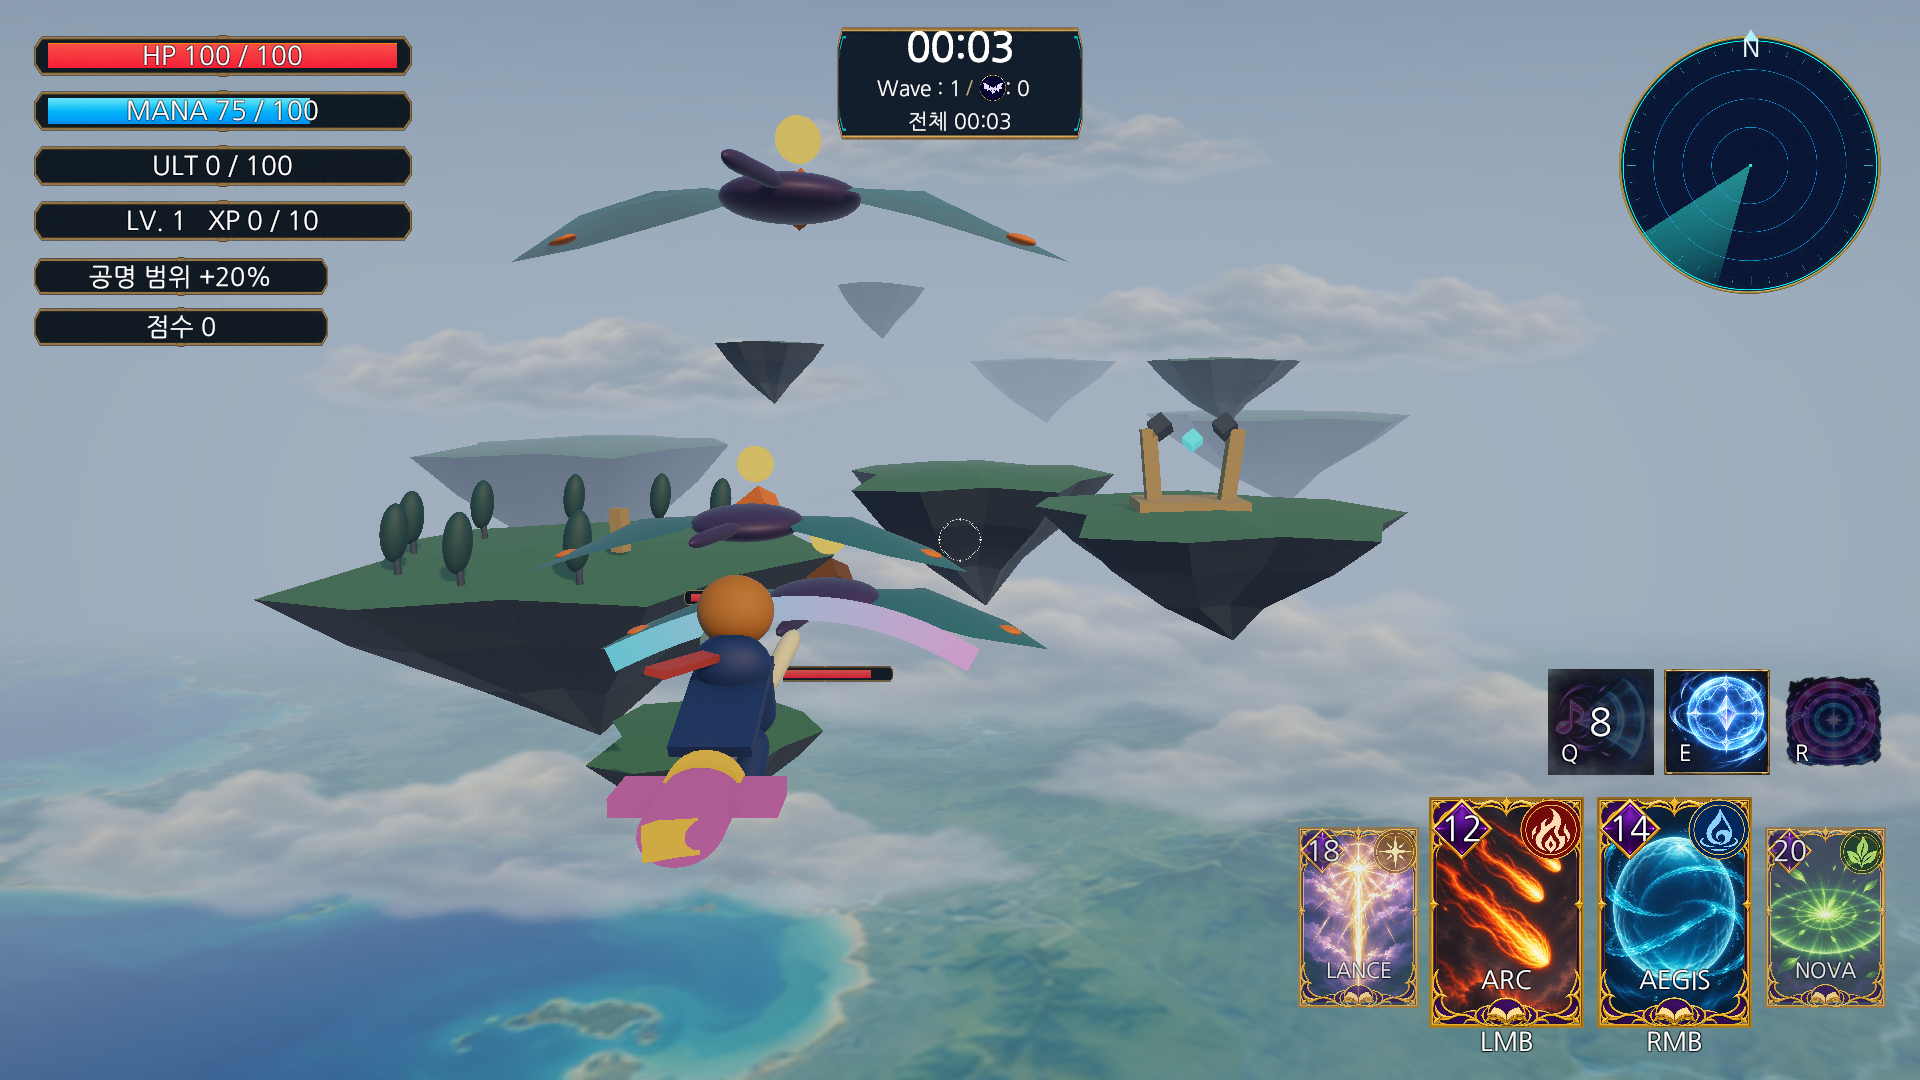 HP 100 / 100
MANA 75 / 100
ULT 0 / 100
LV. 1 XP 0 / 10
공명 범위 +20%
점수 0
00:03
Wave : 1 / : 0
전체 00:03
N
8
Q
E
R
18
LANCE
12
ARC
LMB
14
AEGIS
RMB
20
NOVA